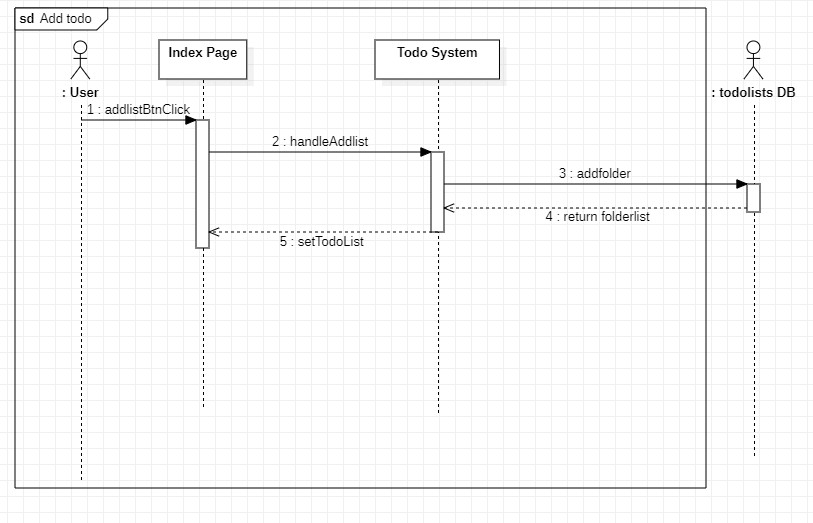 sd Add todo
Index Page
Todo System
: User
: todolists DB
1 : addlistBtnClick
2 : handleAddlist
3 : addfolder
4 : return folderlist
5 : setTodoList